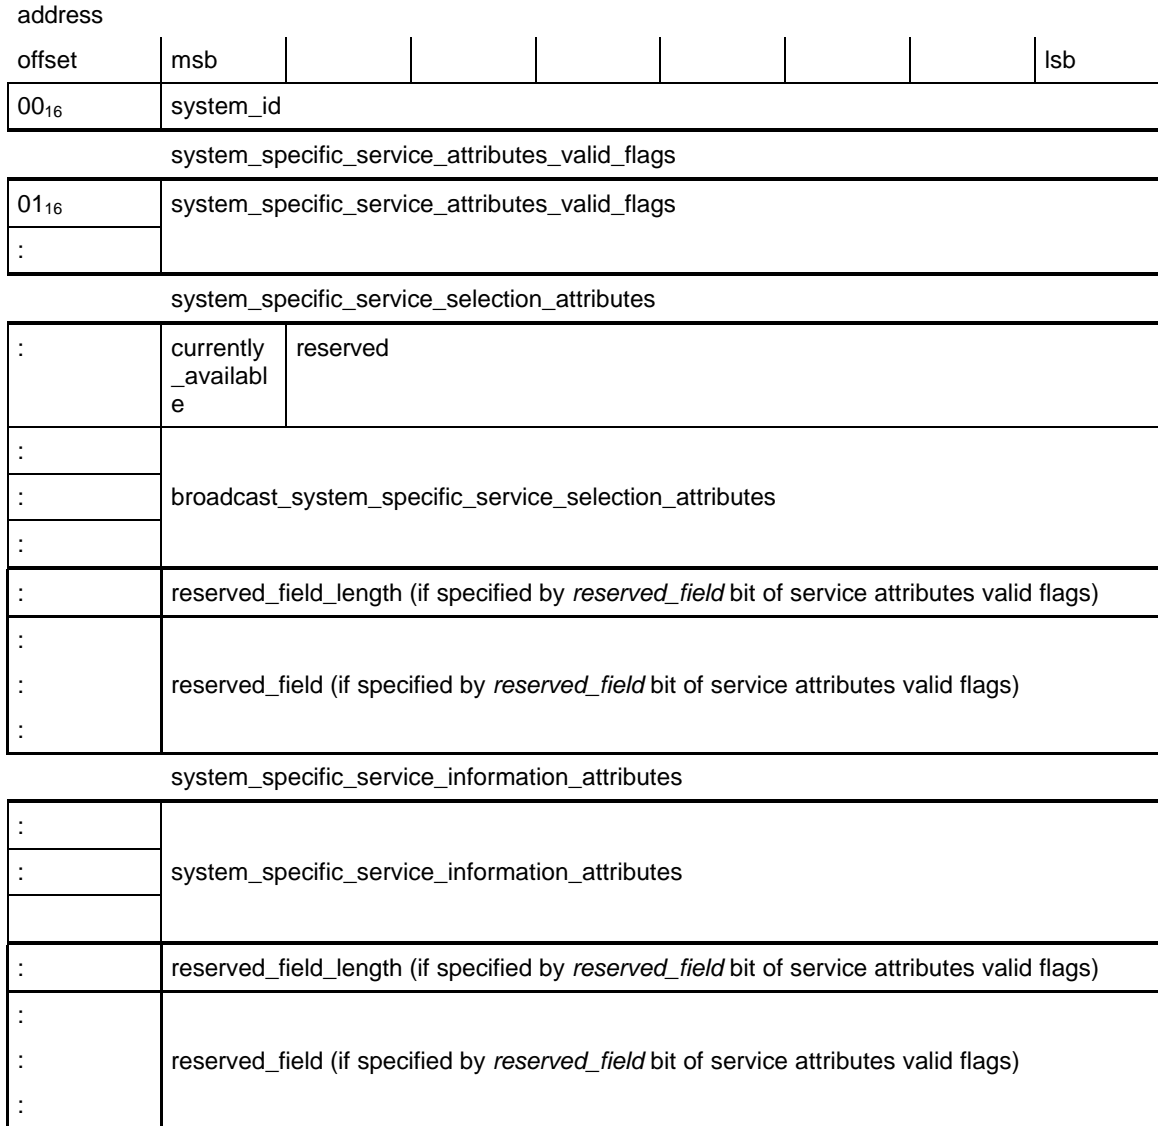 address
offset msb lsb
00₁₆ system_id
system_specific_service_attributes_valid_flags
01₁₆ system_specific_service_attributes_valid_flags
:
system_specific_service_selection_attributes
: currently reserved
_availabl
e
:
: broadcast_system_specific_service_selection_attributes
:
: reserved_field_length (if specified by reserved_field bit of service attributes valid flags)
:
: reserved_field (if specified by reserved_field bit of service attributes valid flags)
:
system_specific_service_information_attributes
:
: system_specific_service_information_attributes
: reserved_field_length (if specified by reserved_field bit of service attributes valid flags)
:
: reserved_field (if specified by reserved_field bit of service attributes valid flags)
: